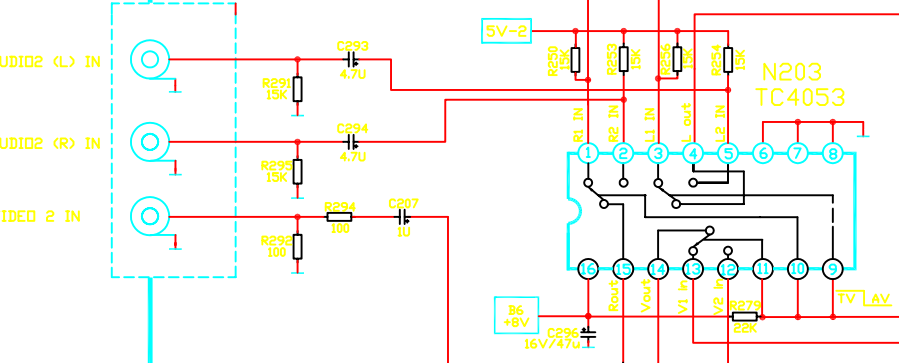 UDIO2 (L) IN
C293
4.7U
R291
15K
5V-2
R250
15K
R253
15K
R256
15K
R254
15K
N203
TC4053
UDIO2 (R) IN
C294
4.7U
R295
15K
R1 IN
R2 IN
L1 IN
L out
L2 IN
1
2
3
4
5
6
7
8
IDEO 2 IN
R294
100
C207
1U
R292
100
16
15
14
13
12
11
10
9
Rout
Vout
V1 In
V2 In
TV AV
B6
+8V
C296
16V/47u
R279
22K